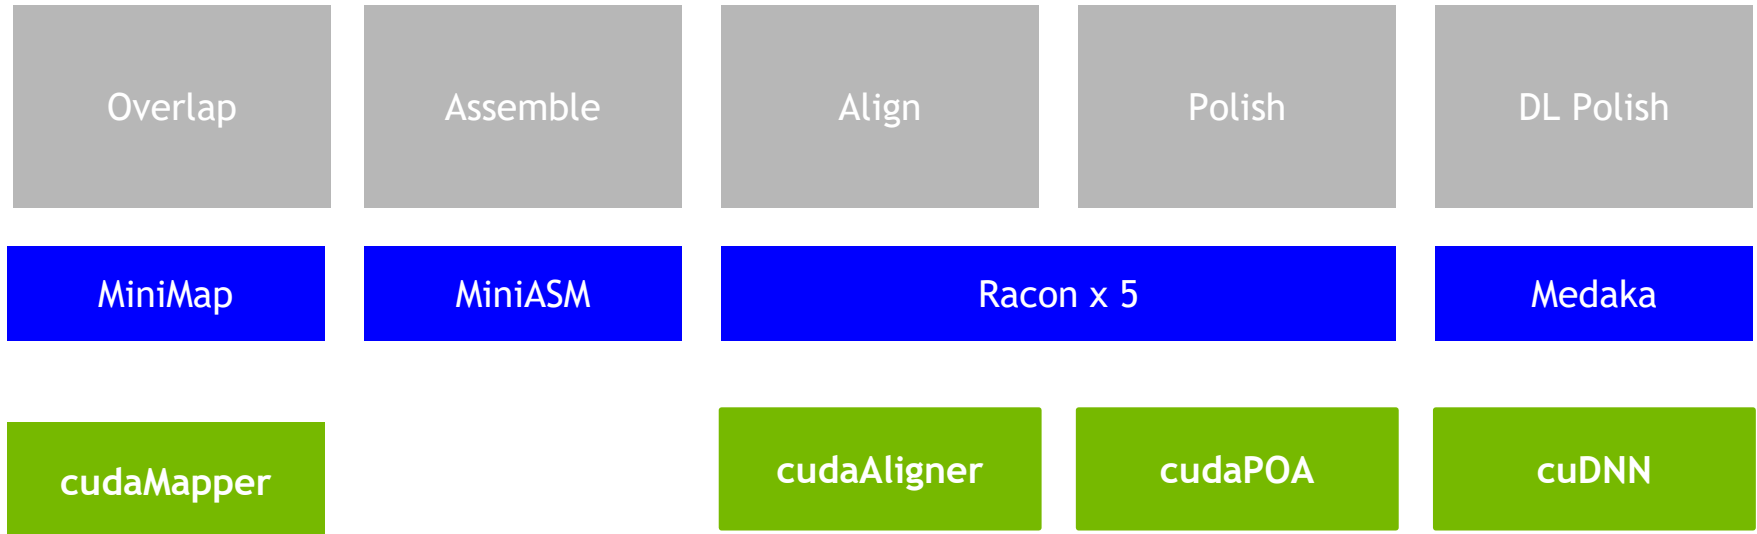 Overlap
Assemble
Align
Polish
DL Polish
MiniMap
MiniASM
Racon x 5
Medaka
cudaMapper
cudaAligner
cudaPOA
cuDNN